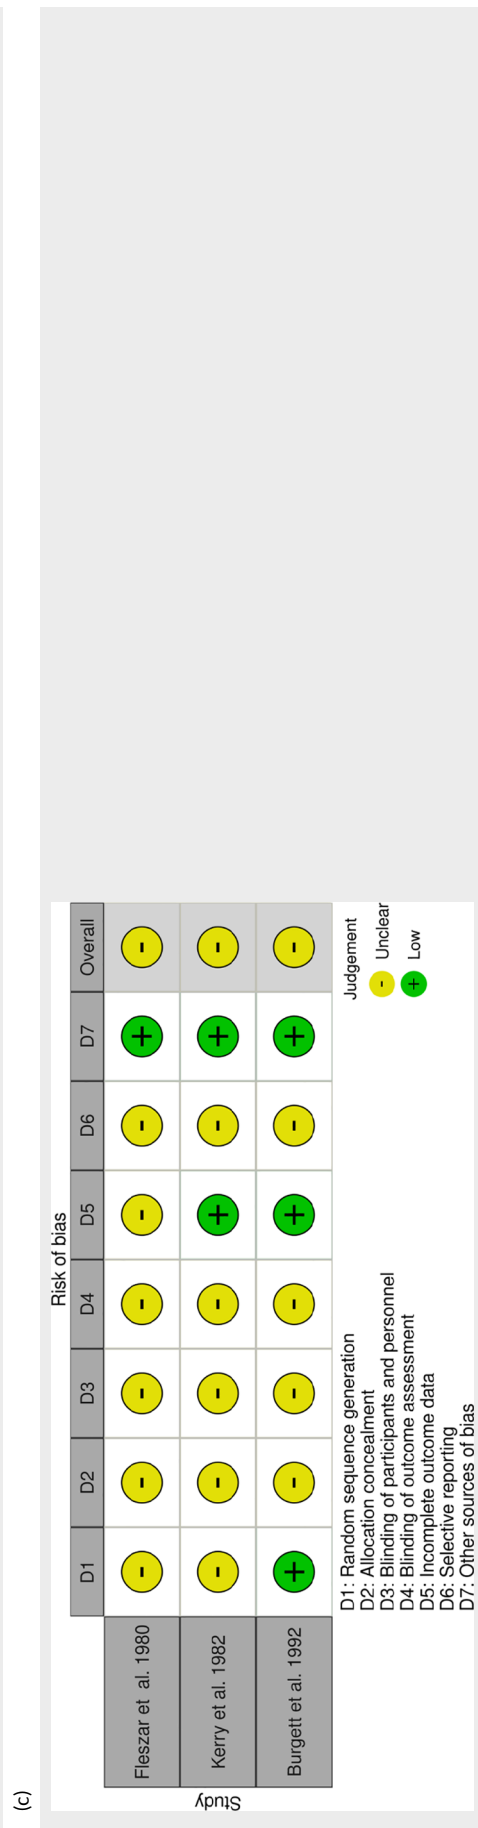 (c)
Risk of bias
D1 D2 D3 D4 D5 D6 D7 Overall
Study
Fleszar et al. 1980 - - - - - - + -
Kerry et al. 1982 - - - - + - + -
Burgett et al. 1992 + - - - + - + -
D1: Random sequence generation
D2: Allocation concealment
D3: Blinding of participants and personnel
D4: Blinding of outcome assessment
D5: Incomplete outcome data
D6: Selective reporting
D7: Other sources of bias
Judgement
- Unclear
+ Low